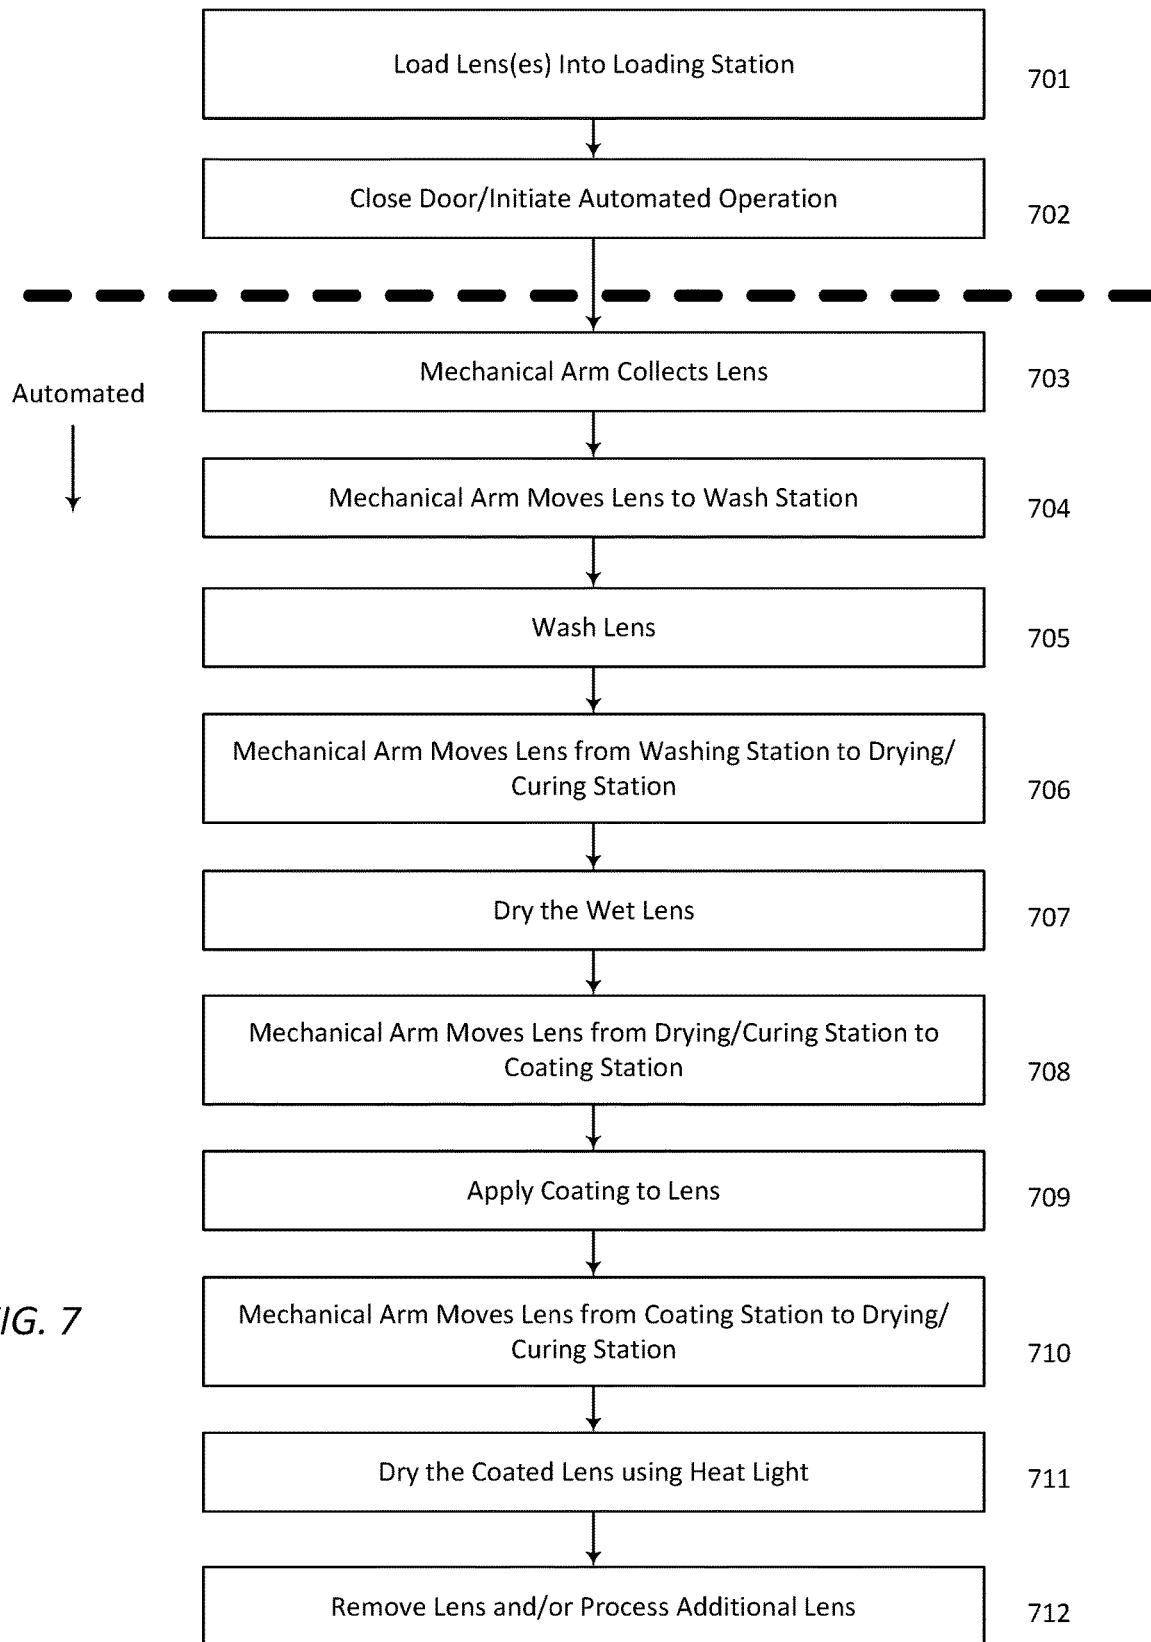 Load Lens(es) Into Loading Station
701
Close Door/Initiate Automated Operation
702
Mechanical Arm Collects Lens
703
Automated
Mechanical Arm Moves Lens to Wash Station
704
Wash Lens
705
Mechanical Arm Moves Lens from Washing Station to Drying/
Curing Station
706
Dry the Wet Lens
707
Mechanical Arm Moves Lens from Drying/Curing Station to
Coating Station
708
Apply Coating to Lens
709
IG. 7
Mechanical Arm Moves Lens from Coating Station to Drying/
Curing Station
710
Dry the Coated Lens using Heat Light
711
Remove Lens and/or Process Additional Lens
712